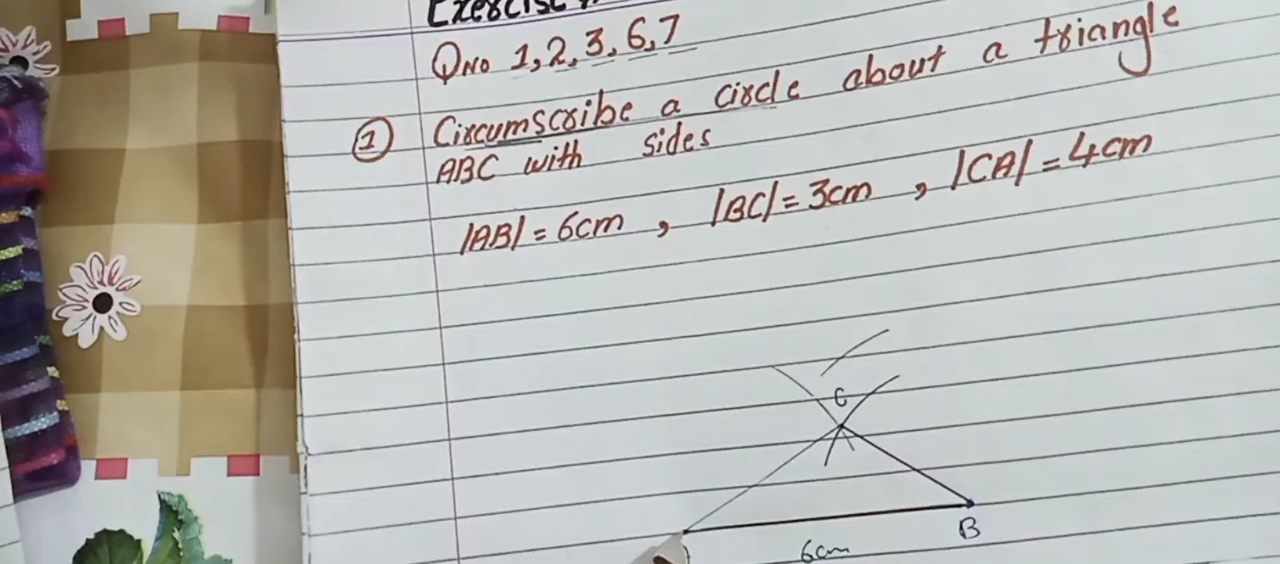 Exercise
Q No 1, 2, 3, 6, 7
① Circumscribe a circle about a triangle
ABC with sides
|AB| = 6cm , |BC| = 3cm , |CA| = 4cm
C
B
6cm